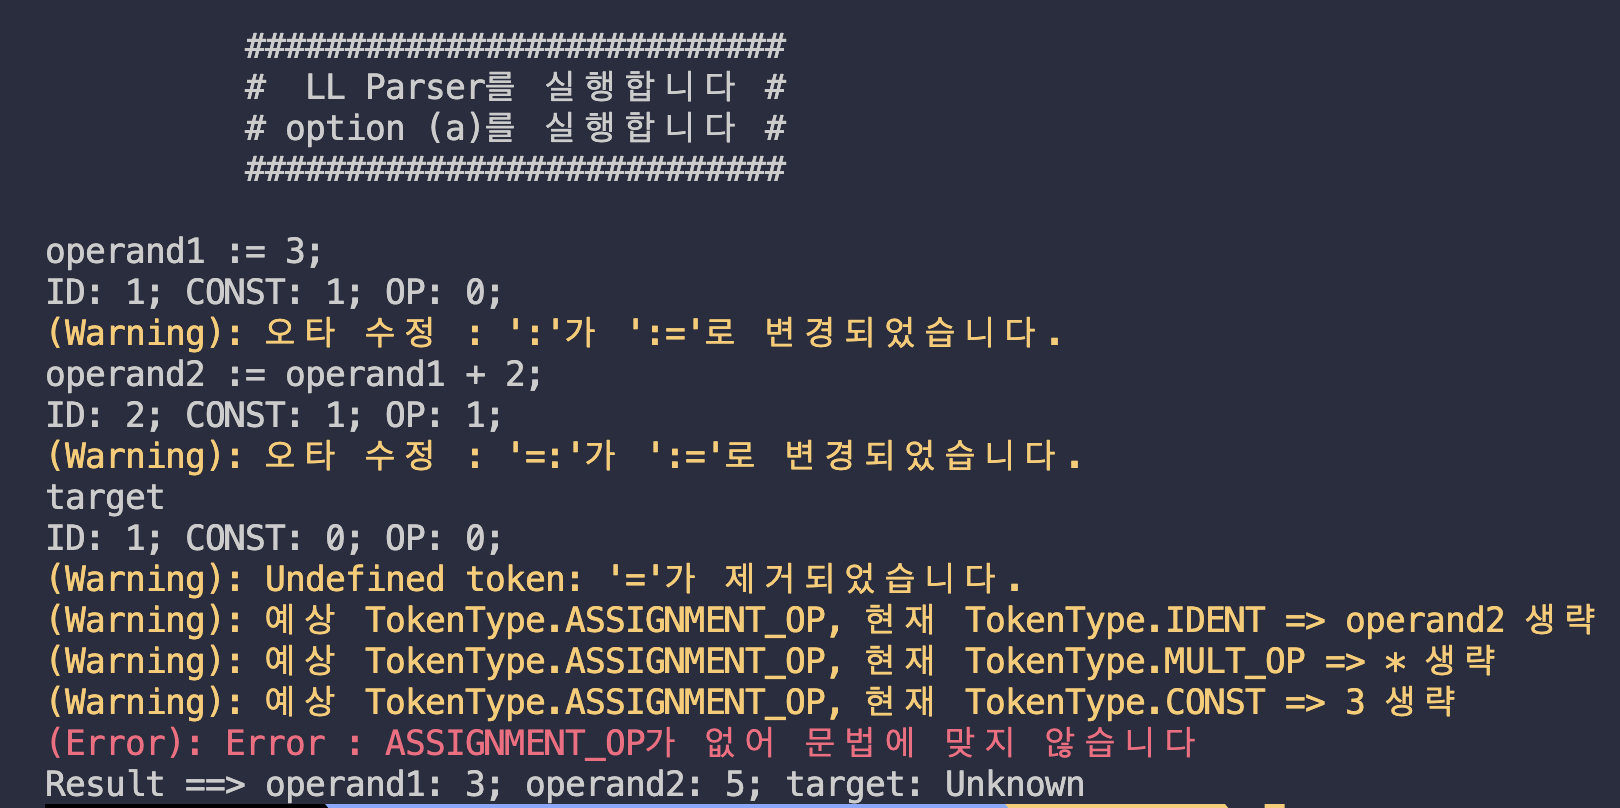 ###########################
#  LL Parser를 실행합니다 #
# option (a)를 실행합니다 #
###########################
operand1 := 3;
ID: 1; CONST: 1; OP: 0;
(Warning): 오타 수정 : ':'가 ':='로 변경되었습니다.
operand2 := operand1 + 2;
ID: 2; CONST: 1; OP: 1;
(Warning): 오타 수정 : '=:'가 ':='로 변경되었습니다.
target
ID: 1; CONST: 0; OP: 0;
(Warning): Undefined token: '='가 제거되었습니다.
(Warning): 예상 TokenType.ASSIGNMENT_OP, 현재 TokenType.IDENT => operand2 생략
(Warning): 예상 TokenType.ASSIGNMENT_OP, 현재 TokenType.MULT_OP => * 생략
(Warning): 예상 TokenType.ASSIGNMENT_OP, 현재 TokenType.CONST => 3 생략
(Error): Error : ASSIGNMENT_OP가 없어 문법에 맞지 않습니다
Result ==> operand1: 3; operand2: 5; target: Unknown